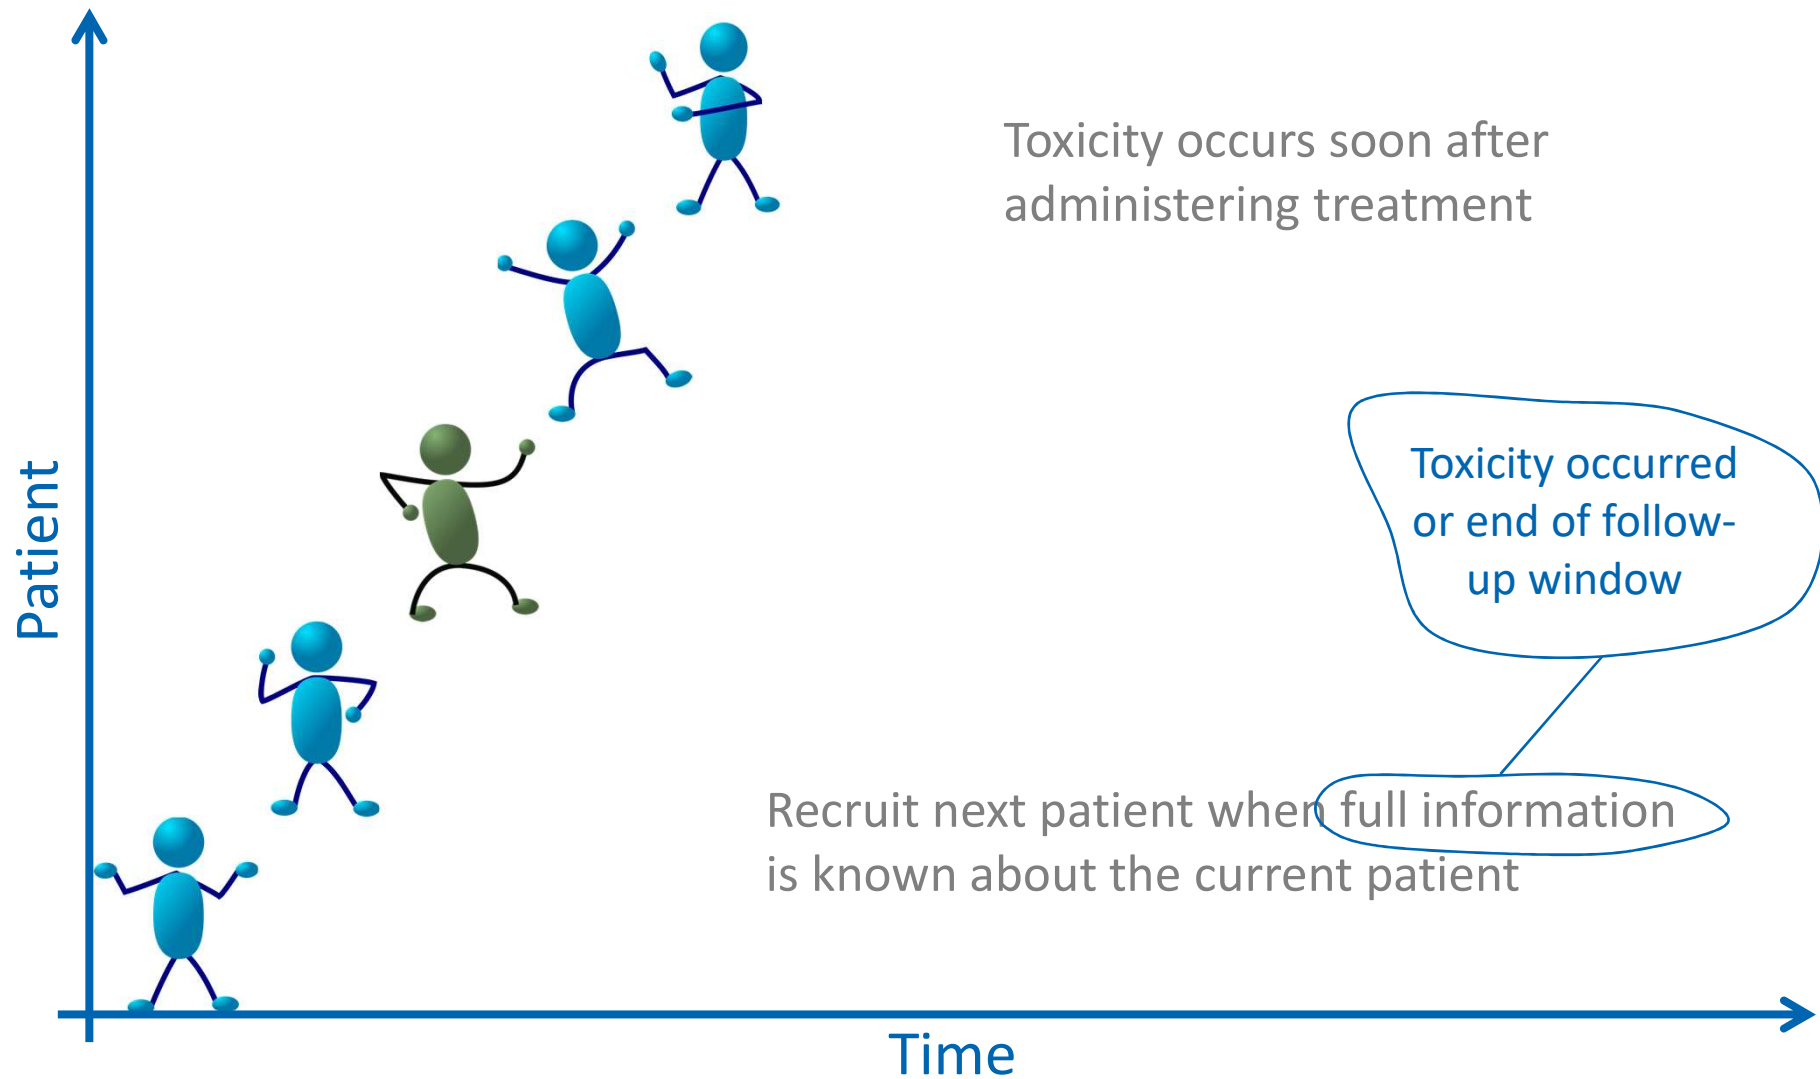 Toxicity occurs soon after
administering treatment
Toxicity occurred
or end of follow-
up window
Patient
Recruit next patient when full information
is known about the current patient
Time